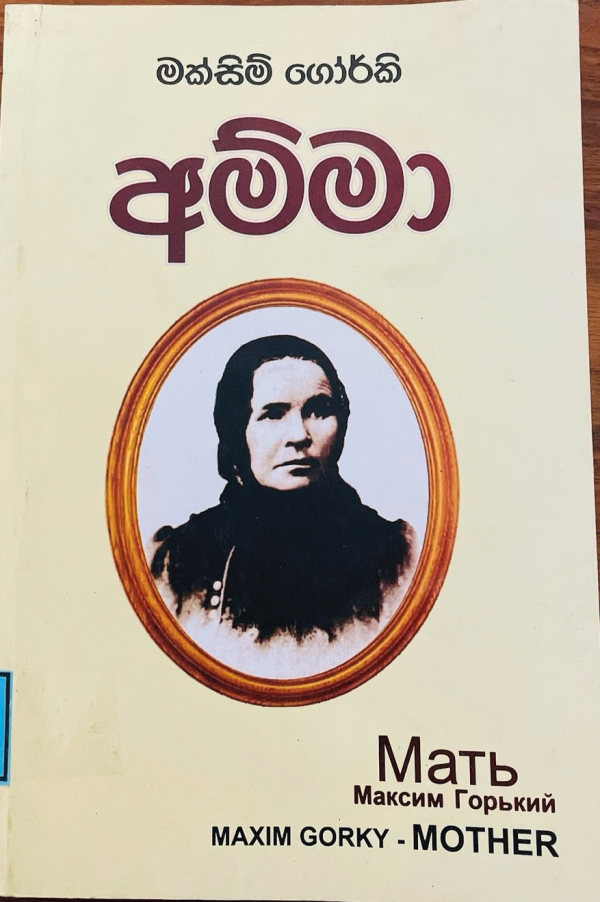 මක්සිම් ගෝර්කි
අම්මා
Мать
Максим Горький
MAXIM GORKY - MOTHER